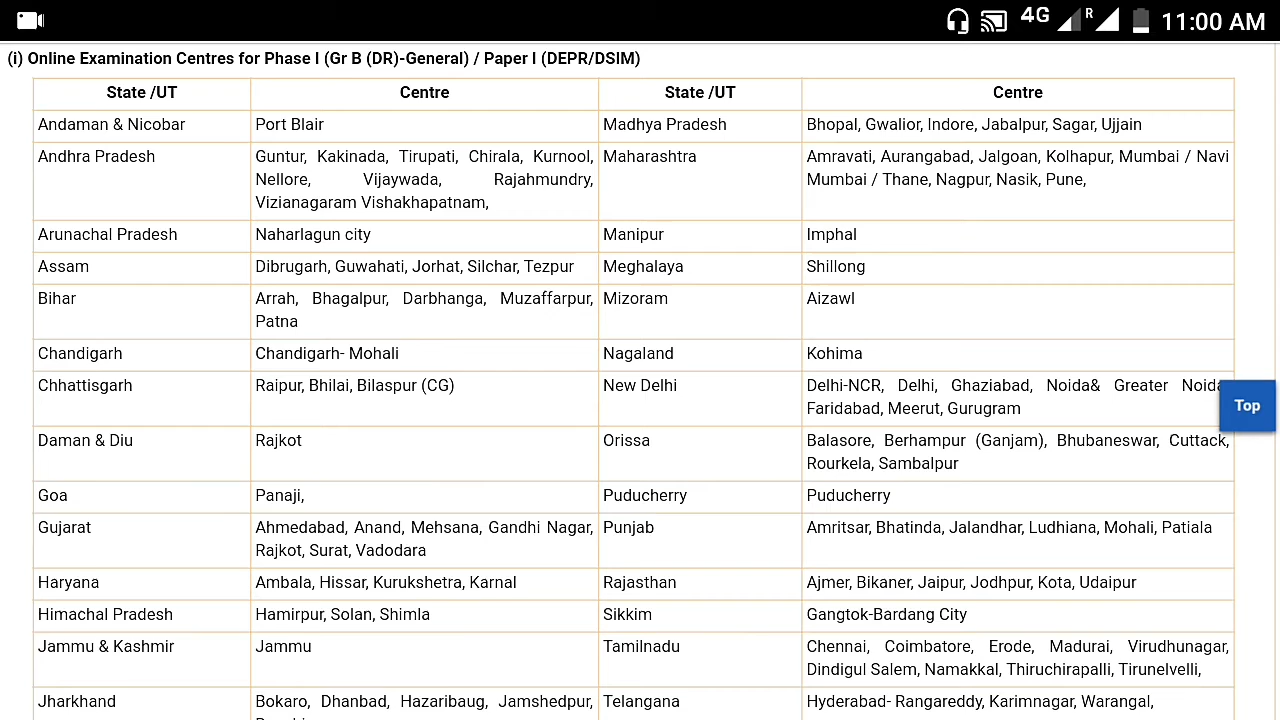 4G R 11:00 AM
(i) Online Examination Centres for Phase I (Gr B (DR)-General) / Paper I (DEPR/DSIM)
State /UT Centre State /UT Centre
Andaman & Nicobar Port Blair Madhya Pradesh Bhopal, Gwalior, Indore, Jabalpur, Sagar, Ujjain
Andhra Pradesh Guntur, Kakinada, Tirupati, Chirala, Kurnool, Maharashtra Amravati, Aurangabad, Jalgoan, Kolhapur, Mumbai / Navi
Nellore, Vijaywada, Rajahmundry, Mumbai / Thane, Nagpur, Nasik, Pune,
Vizianagaram Vishakhapatnam,
Arunachal Pradesh Naharlagun city Manipur Imphal
Assam Dibrugarh, Guwahati, Jorhat, Silchar, Tezpur Meghalaya Shillong
Bihar Arrah, Bhagalpur, Darbhanga, Muzaffarpur, Mizoram Aizawl
Patna
Chandigarh Chandigarh- Mohali Nagaland Kohima
Chhattisgarh Raipur, Bhilai, Bilaspur (CG) New Delhi Delhi-NCR, Delhi, Ghaziabad, Noida& Greater Noida
Faridabad, Meerut, Gurugram
Top
Daman & Diu Rajkot Orissa Balasore, Berhampur (Ganjam), Bhubaneswar, Cuttack,
Rourkela, Sambalpur
Goa Panaji, Puducherry Puducherry
Gujarat Ahmedabad, Anand, Mehsana, Gandhi Nagar, Punjab Amritsar, Bhatinda, Jalandhar, Ludhiana, Mohali, Patiala
Rajkot, Surat, Vadodara
Haryana Ambala, Hissar, Kurukshetra, Karnal Rajasthan Ajmer, Bikaner, Jaipur, Jodhpur, Kota, Udaipur
Himachal Pradesh Hamirpur, Solan, Shimla Sikkim Gangtok-Bardang City
Jammu & Kashmir Jammu Tamilnadu Chennai, Coimbatore, Erode, Madurai, Virudhunagar,
Dindigul Salem, Namakkal, Thiruchirapalli, Tirunelvelli,
Jharkhand Bokaro, Dhanbad, Hazaribaug, Jamshedpur, Telangana Hyderabad- Rangareddy, Karimnagar, Warangal,